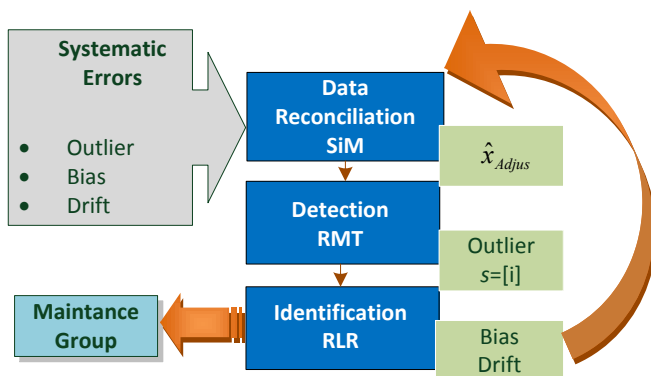 Systematic
Errors
• Outlier
• Bias
• Drift
Data
Reconciliation
SiM
x̂ Adjus
Detection
RMT
Outlier
s=[i]
Identification
RLR
Bias
Drift
Maintance
Group